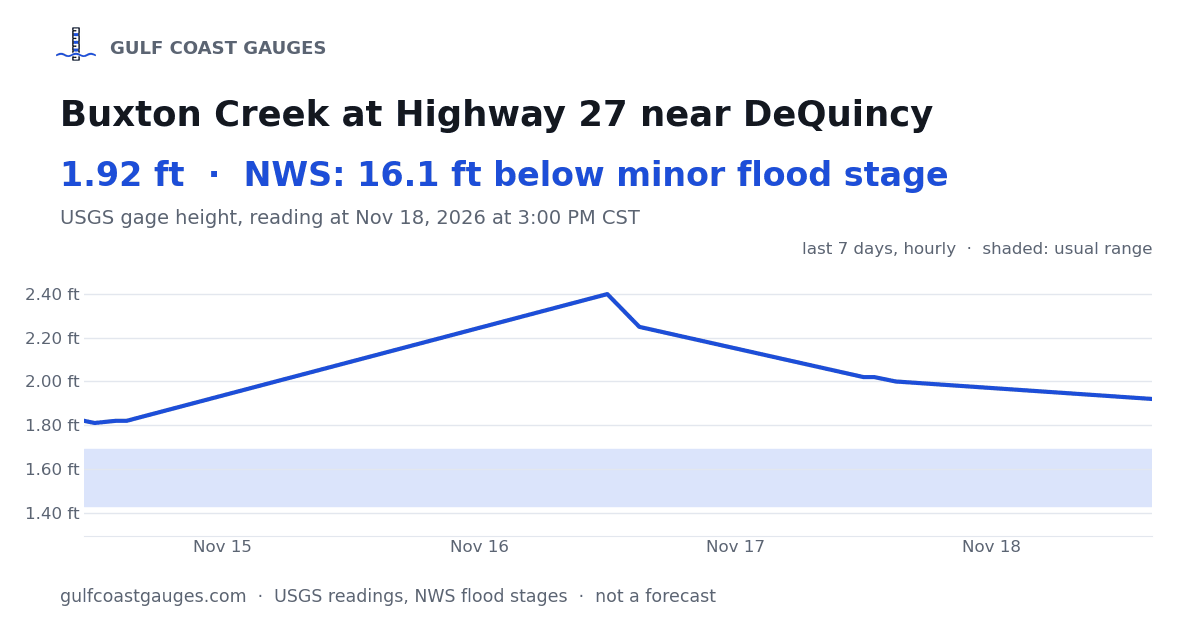 GULF COAST GAUGES
Buxton Creek at Highway 27 near DeQuincy
1.92 ft · NWS: 16.1 ft below minor flood stage
USGS gage height, reading at Nov 18, 2026 at 3:00 PM CST
last 7 days, hourly · shaded: usual range
2.40 ft
2.20 ft
2.00 ft
1.80 ft
1.60 ft
1.40 ft
Nov 15 Nov 16 Nov 17 Nov 18
gulfcoastgauges.com · USGS readings, NWS flood stages · not a forecast